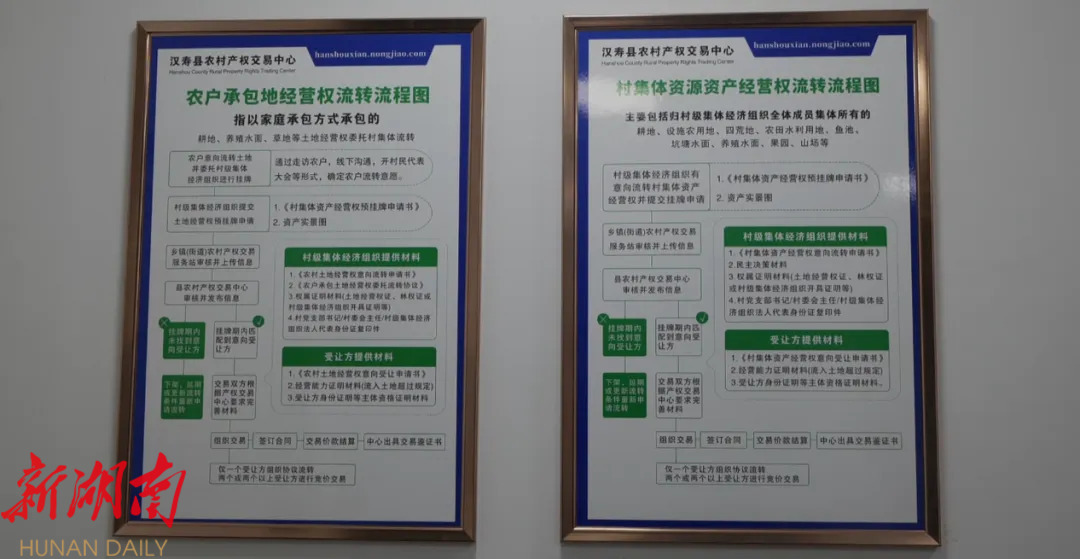 汉寿县农村产权交易中心
Hanshou County Rural Property Rights Trading Center
hanshouxian.nongjiao.com
农户承包地经营权流转流程图
指以家庭承包方式承包的
耕地、养殖水面、草地等土地经营权委托村集体流转
农户意向流转土地
并委托村级集体
经济组织进行挂牌
通过走访农户，线下沟通，开村民代表
大会等形式，确定农户流转意愿。
村级集体经济组织提交
土地经营权预挂牌申请
1.《村集体资产经营权预挂牌申请书》
2. 资产实景图
乡镇(街道)农村产权交易
服务站审核并上传信息
县农村产权交易中心
审核并发布信息
挂牌期内
未找到意
向受让方
挂牌期内匹
配到意向受
让方
下架，延期
或更新流转
条件重新申
请流转
交易双方根
据产权交易
中心要求完
善材料
村级集体经济组织提供材料
1.《农村土地经营权意向流转申请书》
2.《农户承包土地经营权委托流转协议》
3.权属证明材料(土地经营权证、林权证或
村级集体经济组织开具证明等)
4.村党支部书记/村委会主任/村级集体经济
组织法人代表身份证复印件
受让方提供材料
1.《农村土地经营权意向受让申请书》
2.经营能力证明材料(流入土地超过规定)
3.受让方身份证明等主体资格证明材料
组织交易
签订合同
交易价款结算
中心出具交易鉴证书
仅一个受让方组织协议流转
两个或两个以上受让方进行竞价交易
汉寿县农村产权交易中心
Hanshou County Rural Property Rights Trading Center
hanshouxian.nongjiao.com
村集体资源资产经营权流转流程图
主要包括归村级集体经济组织全体成员集体所有的
耕地、设施农用地、四荒地、农田水利用地、鱼池、
坑塘水面、养殖水面、果园、山场等
村级集体经济组织有
意向流转村集体资产
经营权并提交挂牌申请
1.《村集体资产经营权预挂牌申请书》
2. 资产实景图
乡镇(街道)农村产权交易
服务站审核并上传信息
县农村产权交易中心
审核并发布信息
挂牌期内
未找到意
向受让方
挂牌期内匹
配到意向受
让方
下架，延期
或更新流转
条件重新申
请流转
交易双方根
据产权交易
中心要求完
善材料
村级集体经济组织提供材料
1.《村集体资产经营权意向流转申请书》
2.民主决策材料
3.权属证明材料(土地经营权证、林权证
或村级集体经济组织开具证明等)
4.村党支部书记/村委会主任/村级集体经
济组织法人代表身份证复印件
受让方提供材料
1.《村集体资产经营权意向受让申请书》
2.经营能力证明材料(流入土地超过规定)
3.受让方身份证明等主体资格证明材料。
组织交易
签订合同
交易价款结算
中心出具交易鉴证书
仅一个受让方组织协议流转
两个或两个以上受让方进行竞价交易
新湖南
HUNAN DAILY